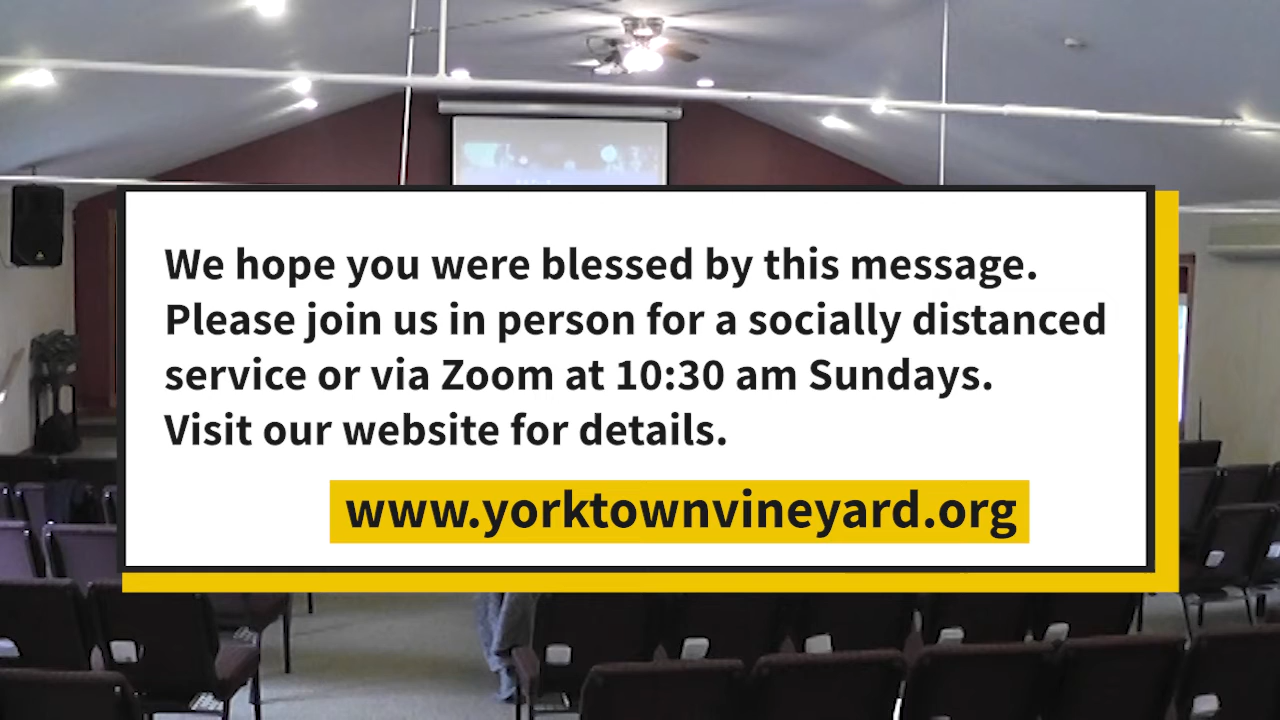 We hope you were blessed by this message.
Please join us in person for a socially distanced
service or via Zoom at 10:30 am Sundays.
Visit our website for details.
www.yorktownvineyard.org